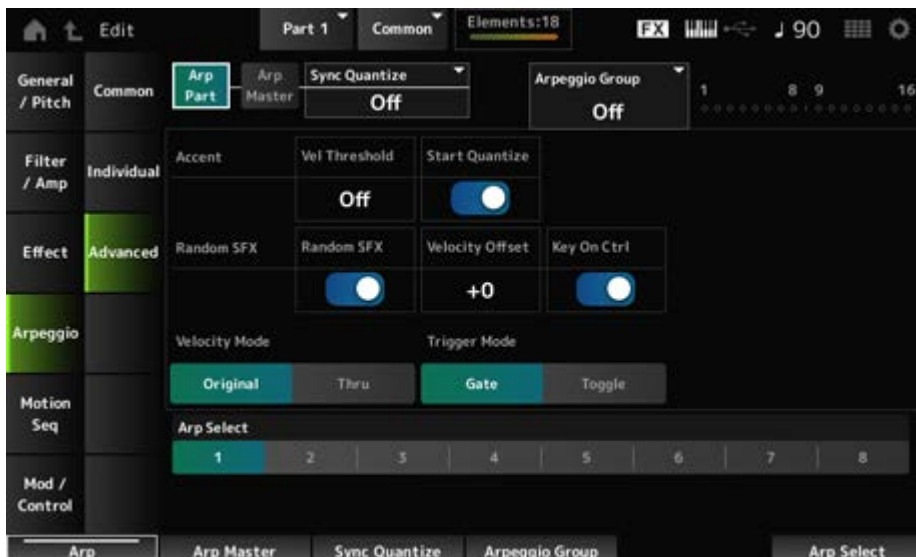 Edit Part 1 Common Elements:18 FX ♩ 90
General / Pitch
Common
Arp Part
Arp Master
Sync Quantize
Off
Arpeggio Group
Off
1 8 9 16
Filter / Amp
Individual
Accent
Vel Threshold
Off
Start Quantize
Effect
Advanced
Random SFX
Random SFX
Velocity Offset
+0
Key On Ctrl
Arpeggio
Velocity Mode
Original Thru
Trigger Mode
Gate Toggle
Motion Seq
Arp Select
1 2 3 4 5 6 7 8
Mod / Control
Arp Arp Master Sync Quantize Arpeggio Group Arp Select